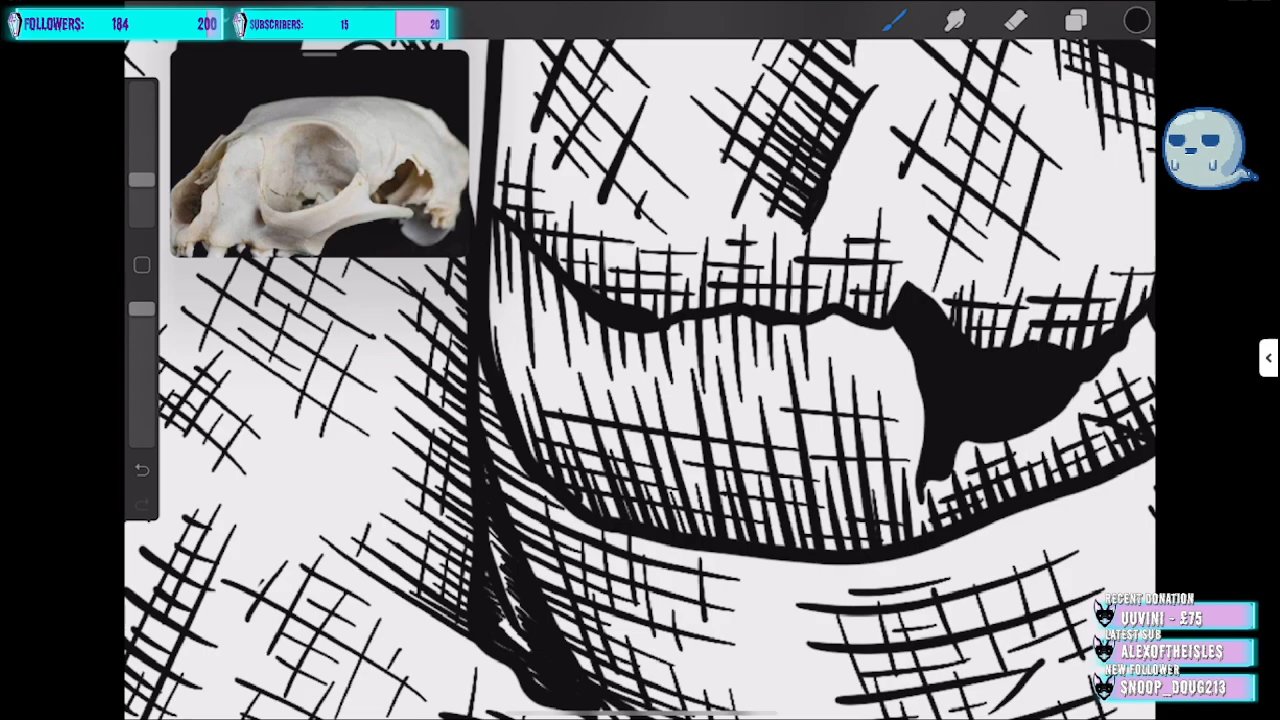 FOLLOWERS: 184 200
SUBSCRIBERS: 15 20
RECENT DONATION
UUVINI - £75
LATEST SUB
ALEXOFTHEISLES
NEW FOLLOWER
SNOOP_DOUG213